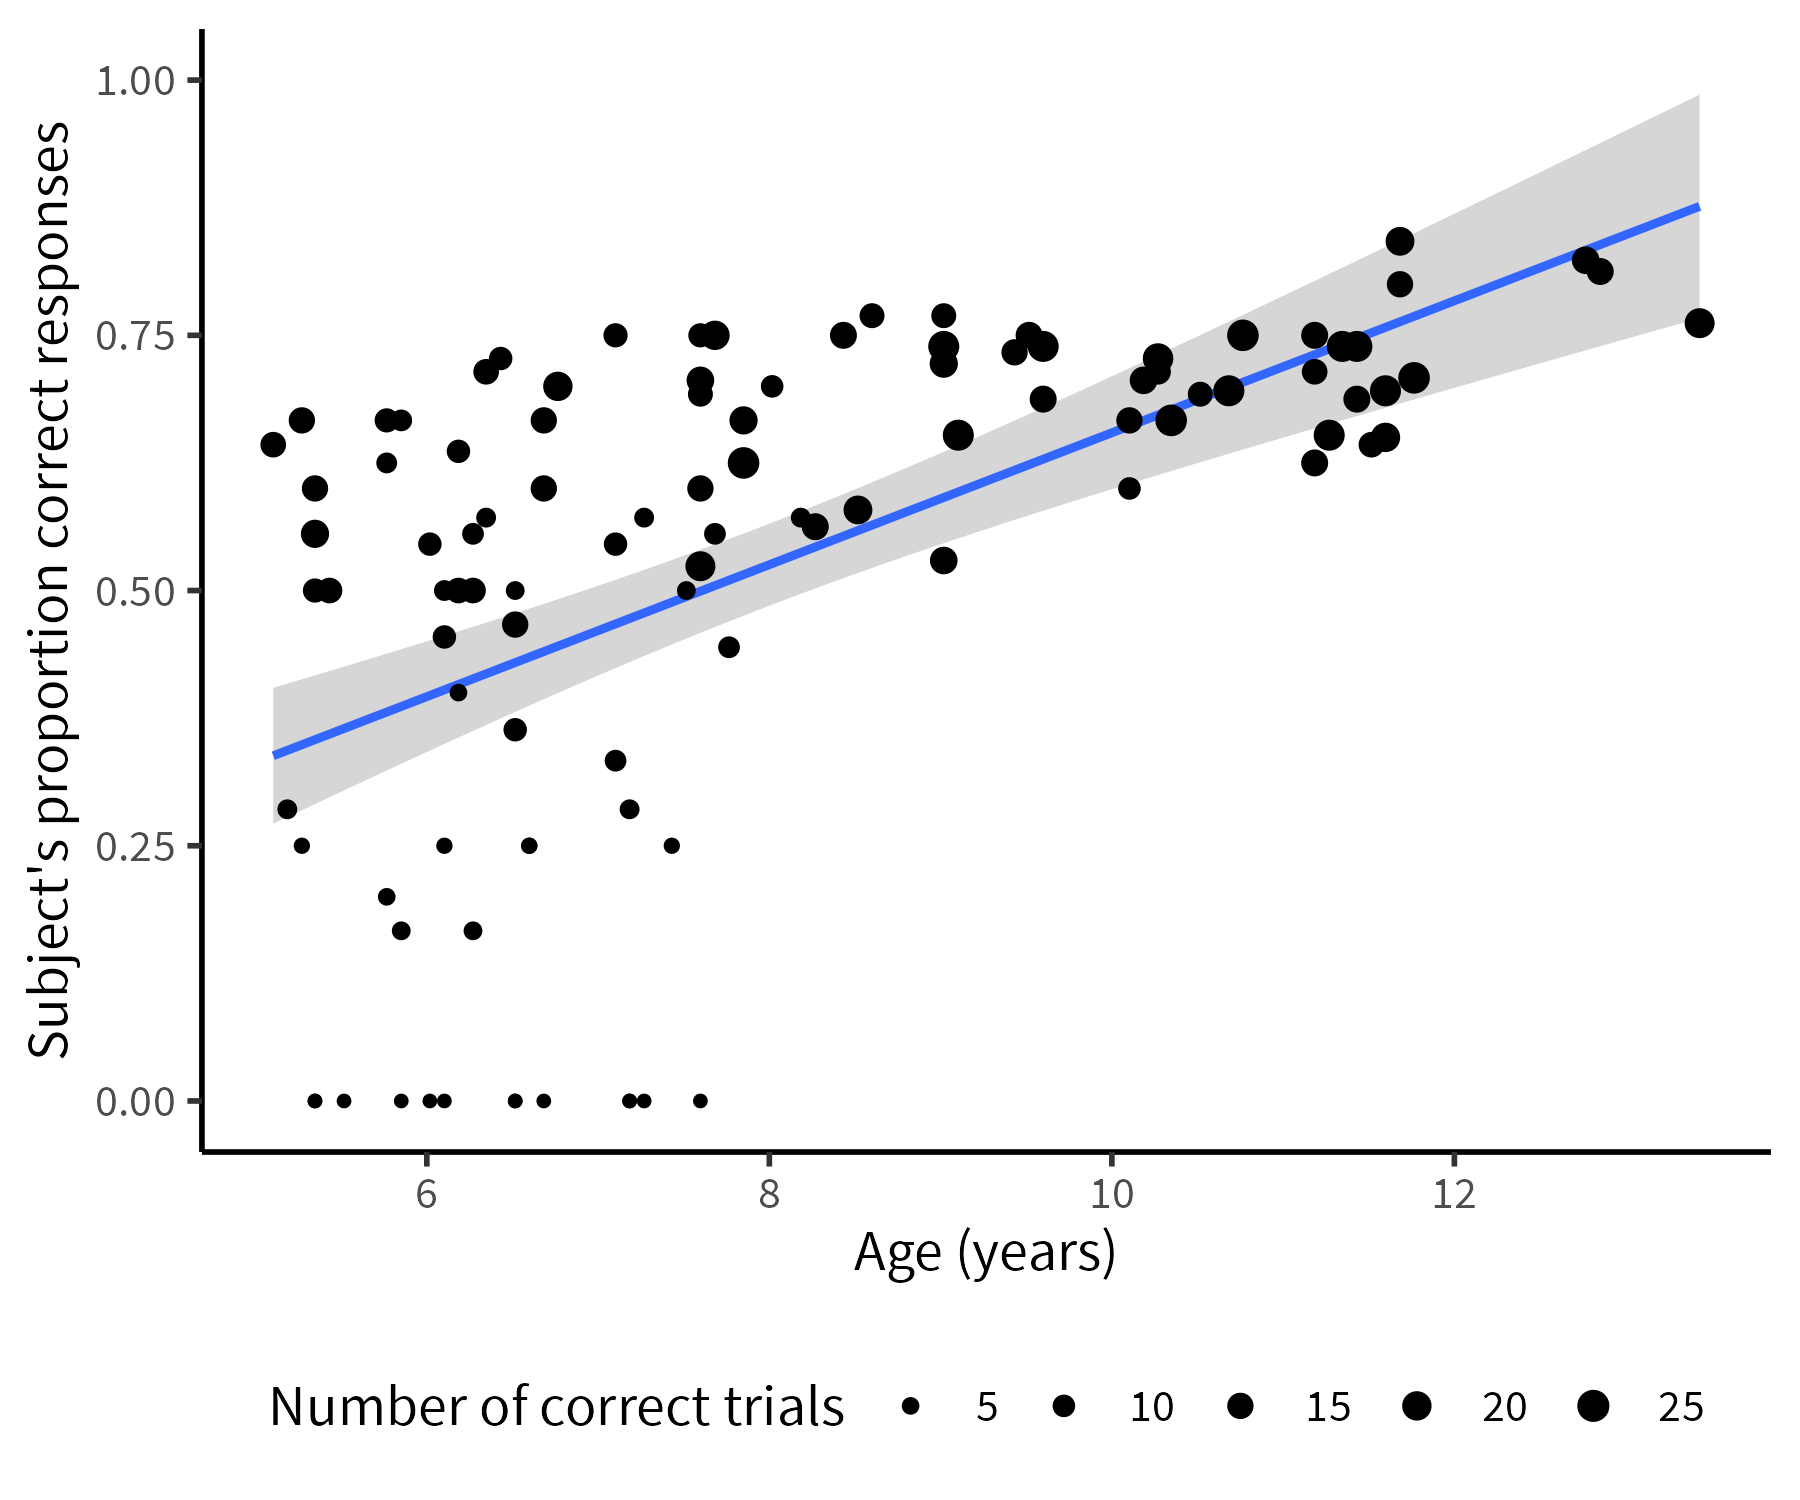 Subject's proportion correct responses
1.00
0.75
0.50
0.25
0.00
6 8 10 12
Age (years)
Number of correct trials 5 10 15 20 25